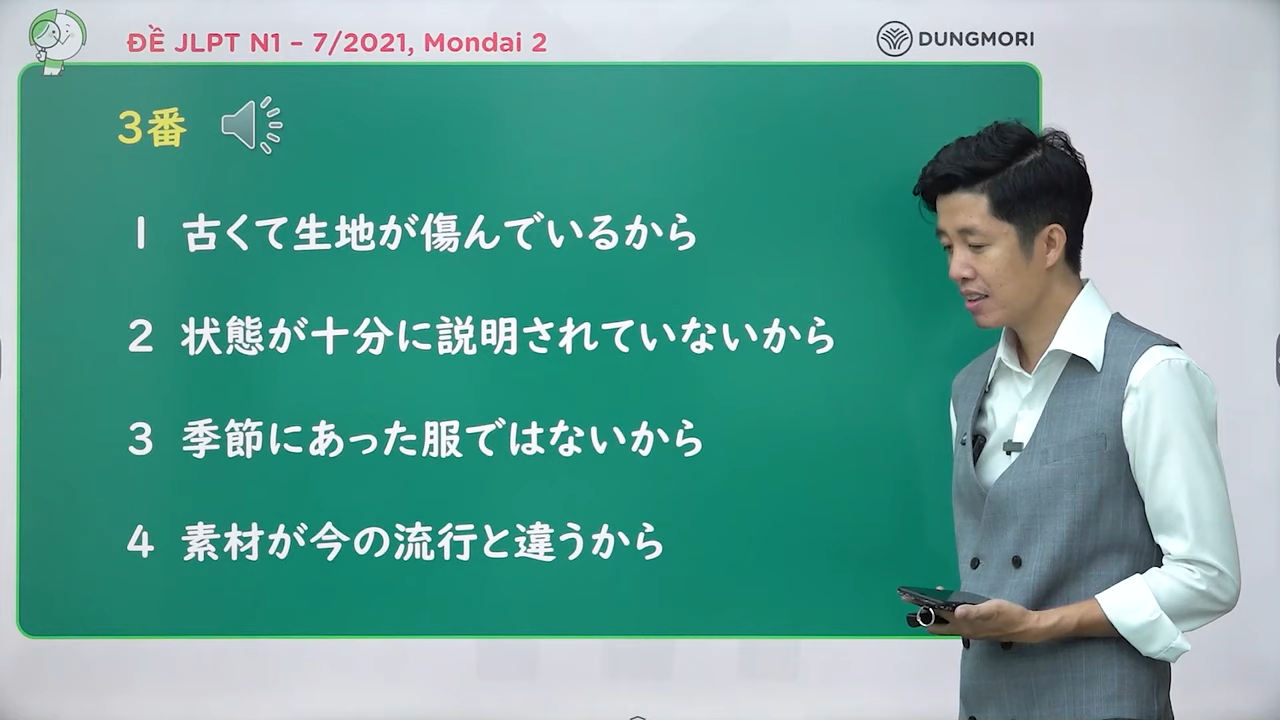 ĐỀ JLPT N1 – 7/2021, Mondai 2
DUNGMORI
3番
1 古くて生地が傷んでいるから
2 状態が十分に説明されていないから
3 季節にあった服ではないから
4 素材が今の流行と違うから